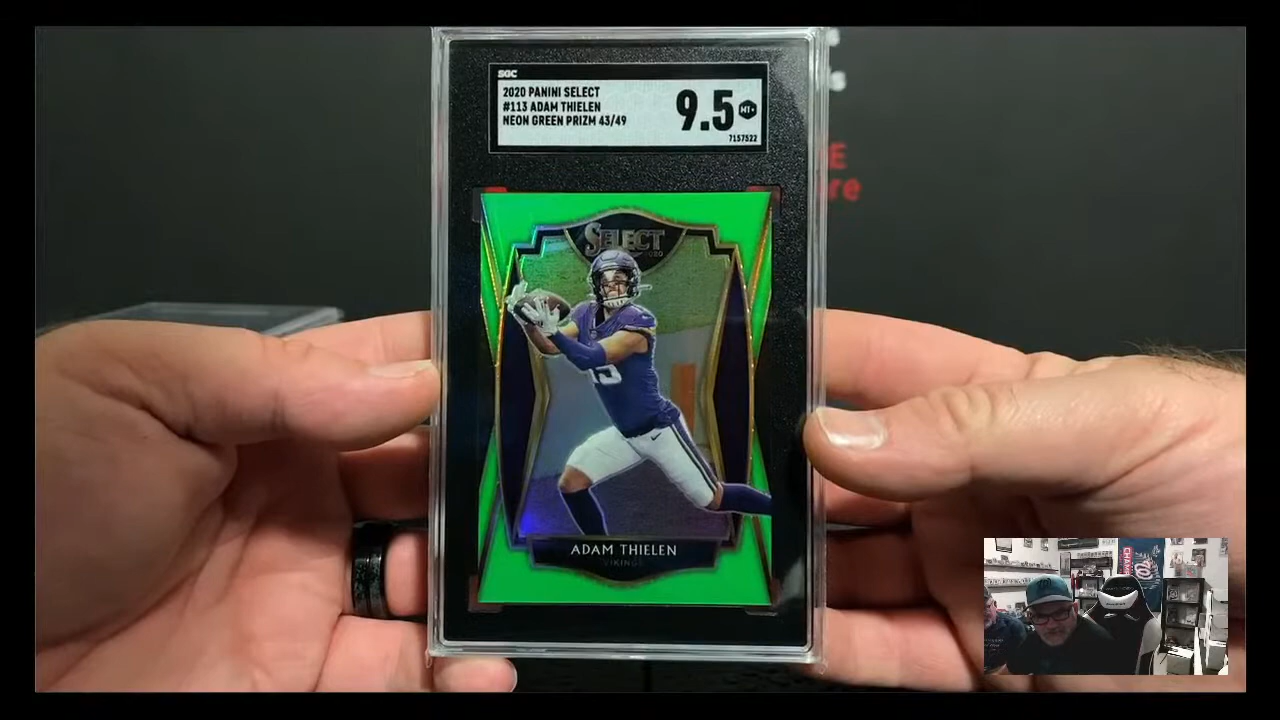 SGC
2020 PANINI SELECT
#113 ADAM THIELEN
NEON GREEN PRIZM 43/49
9.5
MT+
7157522
SELECT
2020
ADAM THIELEN
VIKINGS